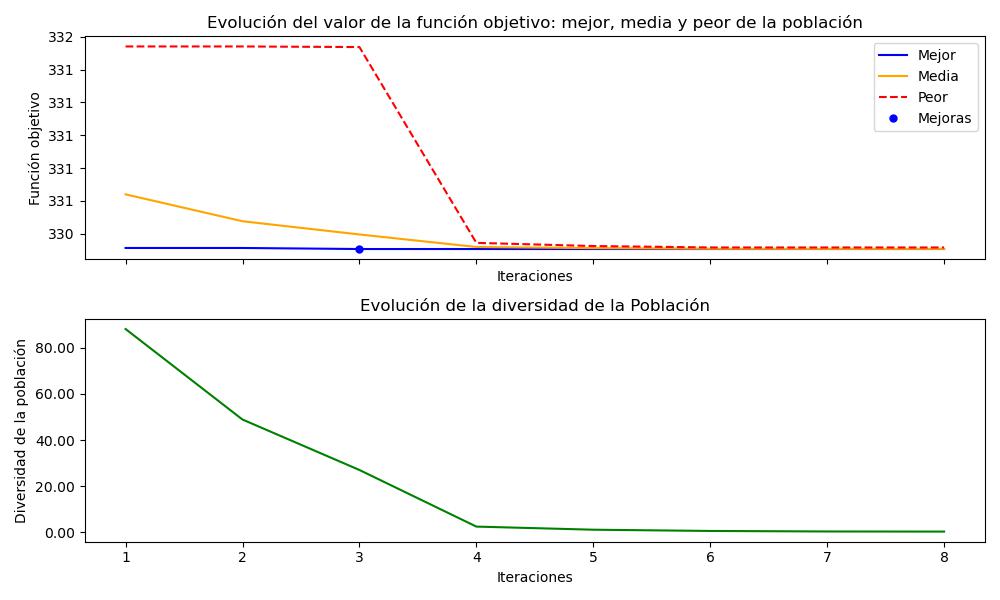 Evolución del valor de la función objetivo: mejor, media y peor de la población
332
331
331
331
331
331
330
Función objetivo
Mejor
Media
Peor
Mejoras
Iteraciones
Evolución de la diversidad de la Población
80.00
60.00
40.00
20.00
0.00
Diversidad de la población
1 2 3 4 5 6 7 8
Iteraciones